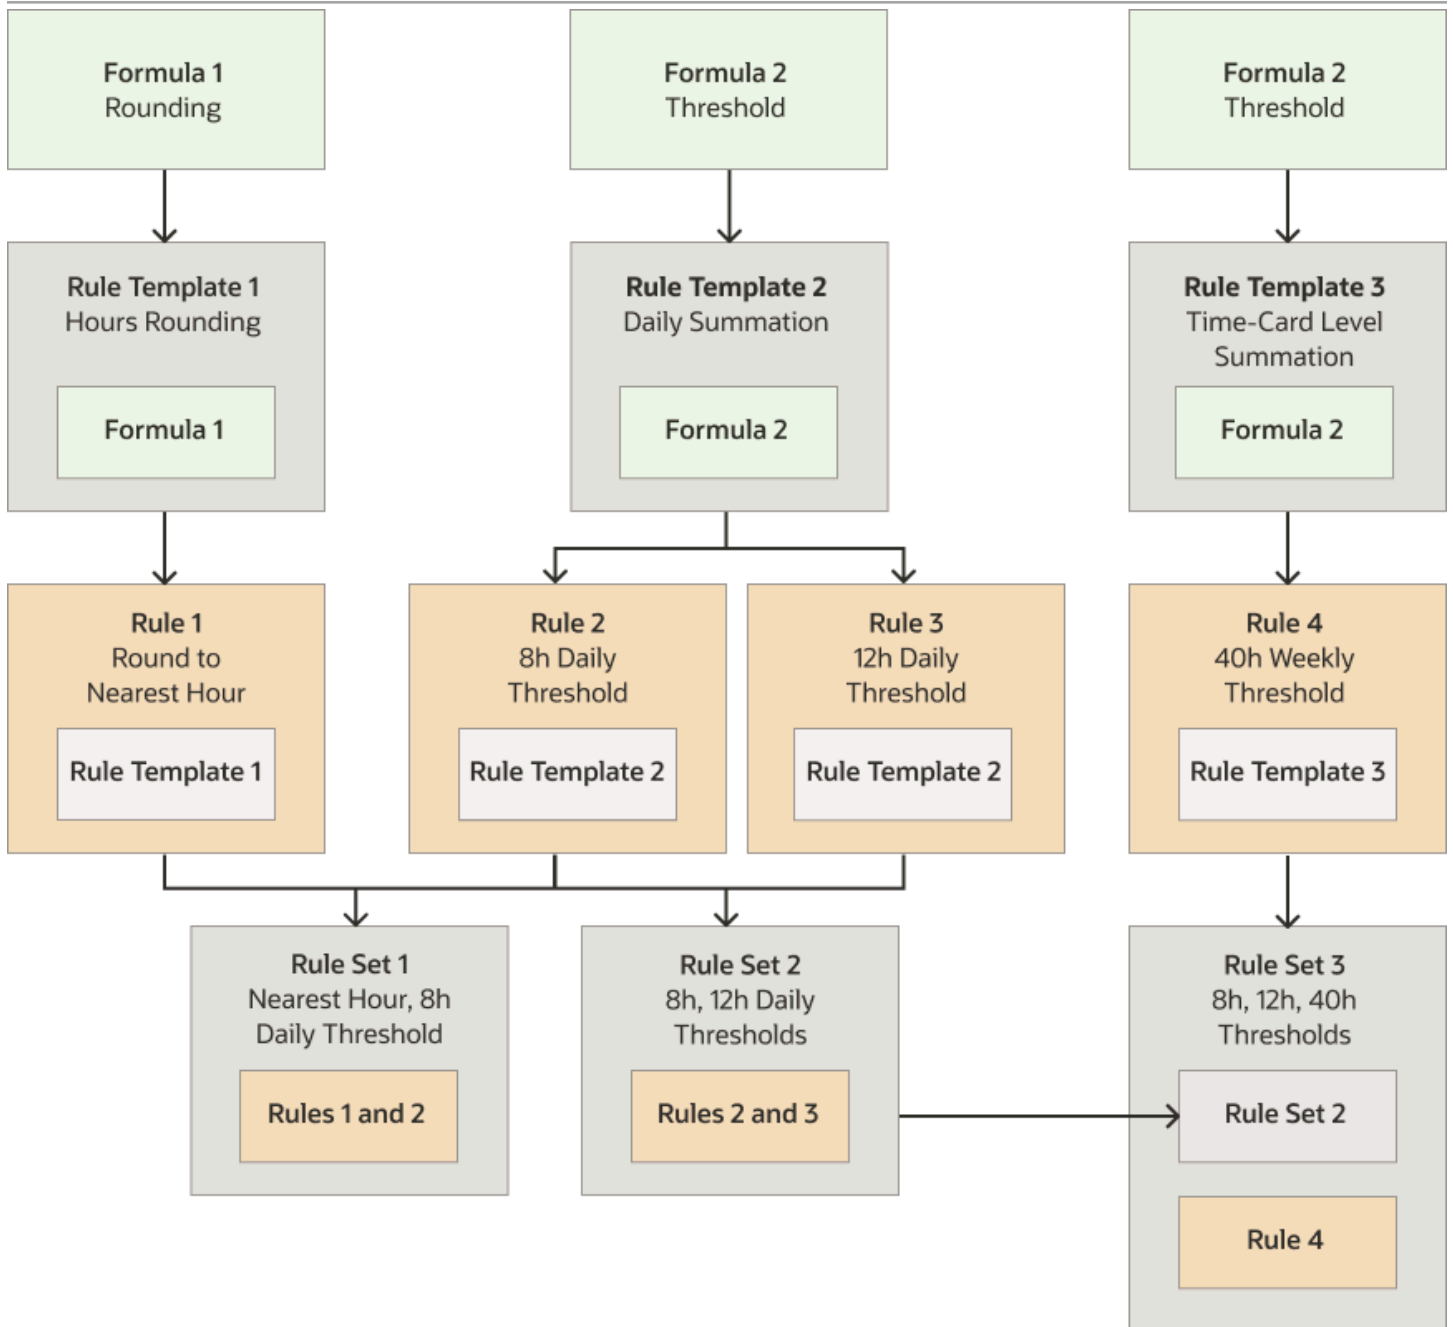 Formula 1
Rounding
Formula 2
Threshold
Formula 2
Threshold
Rule Template 1
Hours Rounding
Formula 1
Rule Template 2
Daily Summation
Formula 2
Rule Template 3
Time-Card Level
Summation
Formula 2
Rule 1
Round to
Nearest Hour
Rule Template 1
Rule 2
8h Daily
Threshold
Rule Template 2
Rule 3
12h Daily
Threshold
Rule Template 2
Rule 4
40h Weekly
Threshold
Rule Template 3
Rule Set 1
Nearest Hour, 8h
Daily Threshold
Rules 1 and 2
Rule Set 2
8h, 12h Daily
Thresholds
Rules 2 and 3
Rule Set 3
8h, 12h, 40h
Thresholds
Rule Set 2
Rule 4